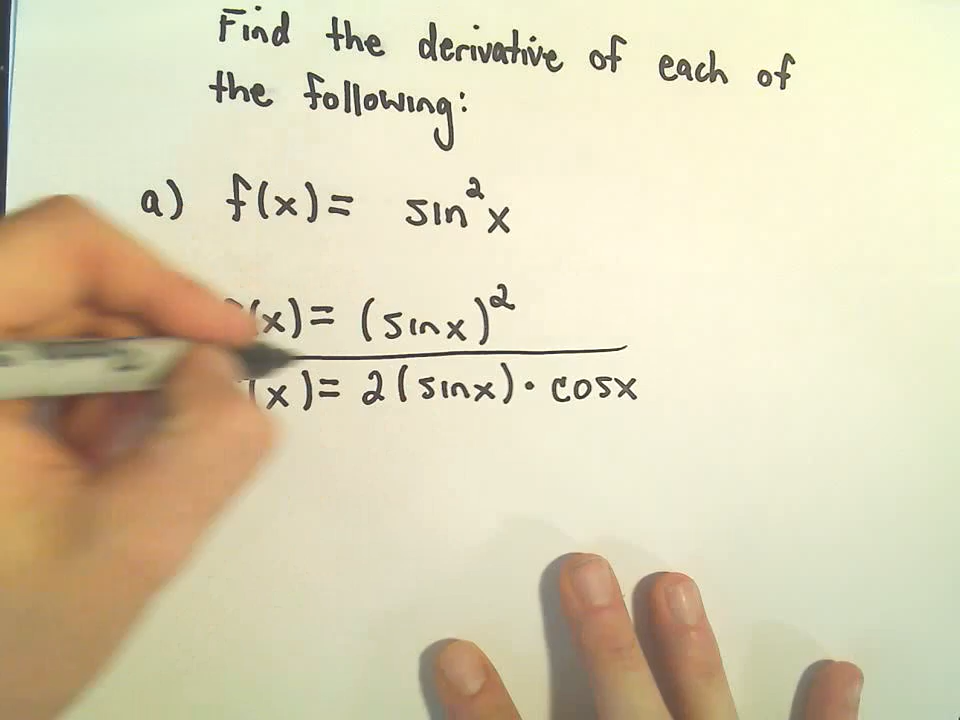 Find the derivative of each of
the following:
a) f(x) = sin²x
(x) = (sinx)²
(x) = 2(sinx) · cosx